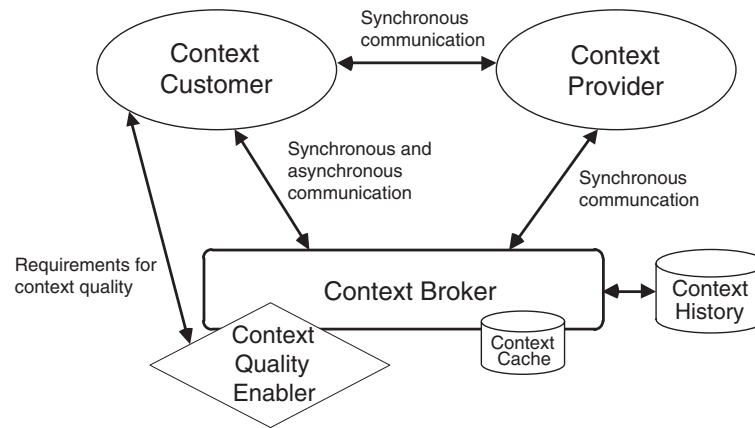 Synchronous
communication
Context
Customer
Context
Provider
Synchronous and
asynchronous
communication
Synchronous
communcation
Requirements for
context quality
Context Broker
Context
History
Context
Cache
Context
Quality
Enabler